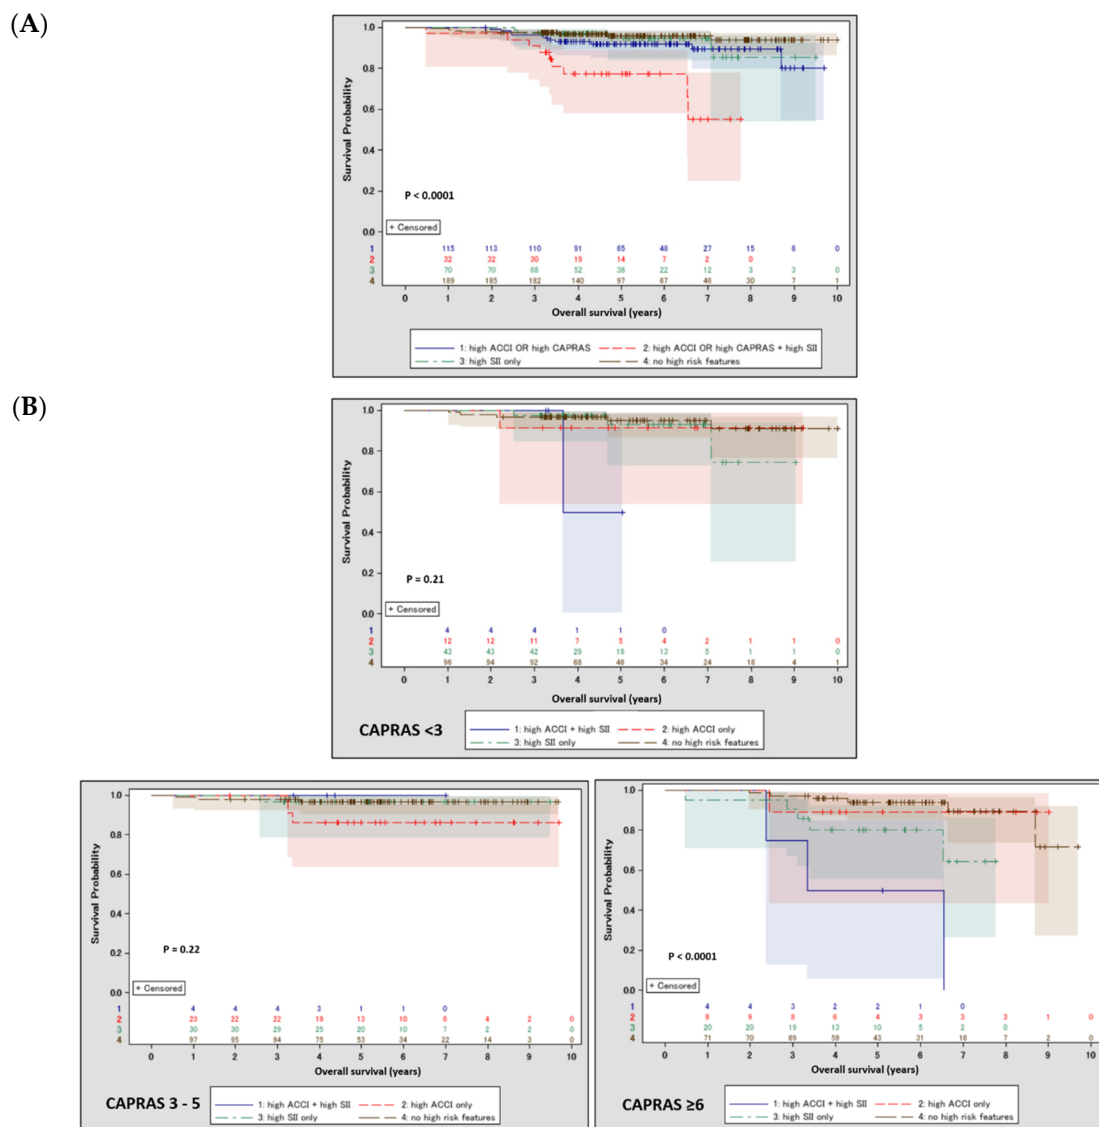 (A)
Survival Probability
1.0
0.8
0.6
0.4
0.2
0.0
P < 0.0001
+ Censored
1 115 113 110 91 65 48 27 15 6 0
2 32 32 30 19 14 7 2 0
3 70 70 68 52 38 22 12 3 3 0
4 189 185 182 140 97 67 46 30 7 1
0 1 2 3 4 5 6 7 8 9 10
Overall survival (years)
1: high ACCI OR high CAPRAS 2: high ACCI OR high CAPRAS + high SII
3: high SII only 4: no high risk features
(B)
Survival Probability
1.0
0.8
0.6
0.4
0.2
0.0
P = 0.21
+ Censored
1 4 4 4 1 1 0
2 12 12 11 7 5 4 2 1 1 0
3 43 43 42 29 19 13 5 1 1 0
4 96 94 92 68 46 34 24 16 4 1
0 1 2 3 4 5 6 7 8 9 10
Overall survival (years)
CAPRAS <3
1: high ACCI + high SII 2: high ACCI only
3: high SII only 4: no high risk features
Survival Probability
1.0
0.8
0.6
0.4
0.2
0.0
P = 0.22
+ Censored
1 4 4 4 3 1 1 0
2 23 22 22 19 13 10 6 4 2 0
3 30 30 29 25 20 10 7 2 2 0
4 97 95 94 75 53 34 22 14 3 0
0 1 2 3 4 5 6 7 8 9 10
Overall survival (years)
CAPRAS 3 - 5
1: high ACCI + high SII 2: high ACCI only
3: high SII only 4: no high risk features
Survival Probability
1.0
0.8
0.6
0.4
0.2
0.0
P < 0.0001
+ Censored
1 4 4 3 2 2 1 0
2 9 9 8 6 4 3 3 3 1 0
3 20 20 19 13 10 5 2 0
4 71 70 69 59 43 31 16 7 2 0
0 1 2 3 4 5 6 7 8 9 10
Overall survival (years)
CAPRAS ≥6
1: high ACCI + high SII 2: high ACCI only
3: high SII only 4: no high risk features